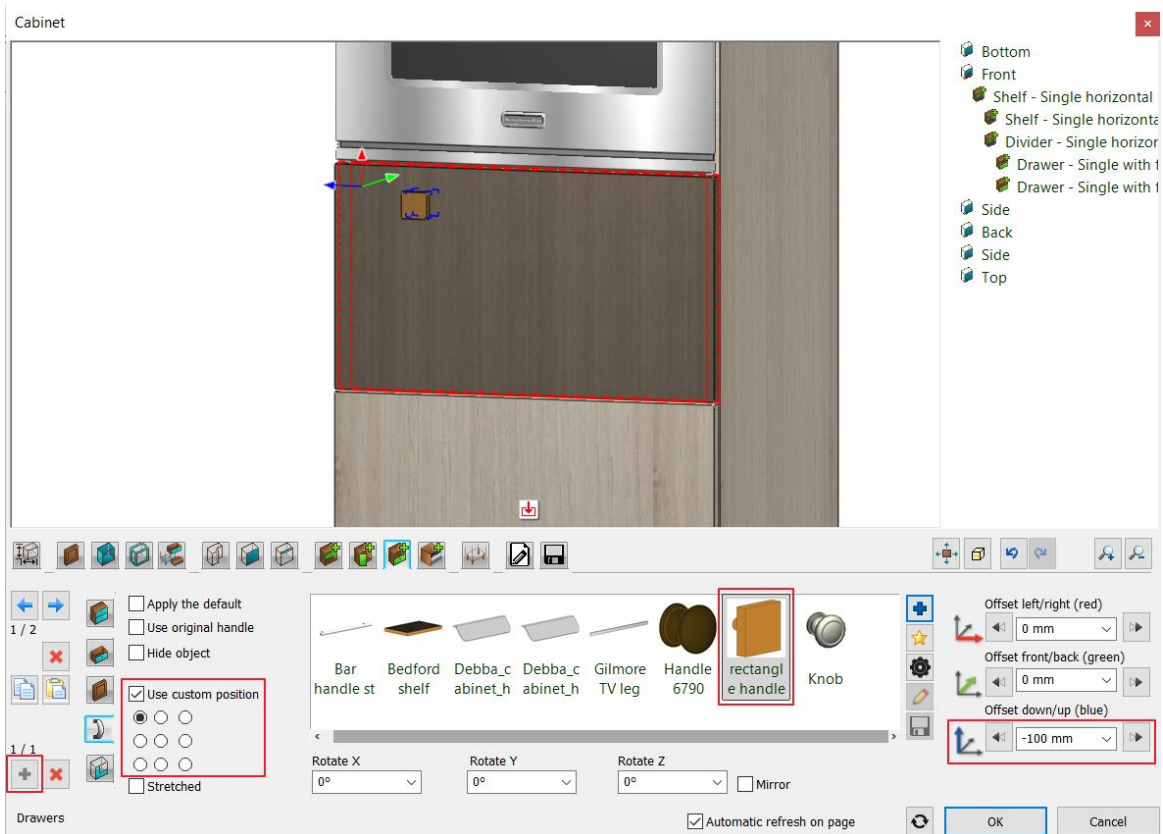 Cabinet
Bottom
Front
Shelf - Single horizontal
Shelf - Single horizonta
Divider - Single horizor
Drawer - Single with f
Drawer - Single with f
Side
Back
Side
Top
1 / 2
1 / 1
Apply the default
Use original handle
Hide object
Use custom position
Stretched
Bar
handle st
Bedford
shelf
Debba_c
abinet_h
Debba_c
abinet_h
Gilmore
TV leg
Handle
6790
rectangl
e handle
Knob
Rotate X
0°
Rotate Y
0°
Rotate Z
0°
Mirror
Offset left/right (red)
0 mm
Offset front/back (green)
0 mm
Offset down/up (blue)
-100 mm
Drawers
Automatic refresh on page
OK
Cancel